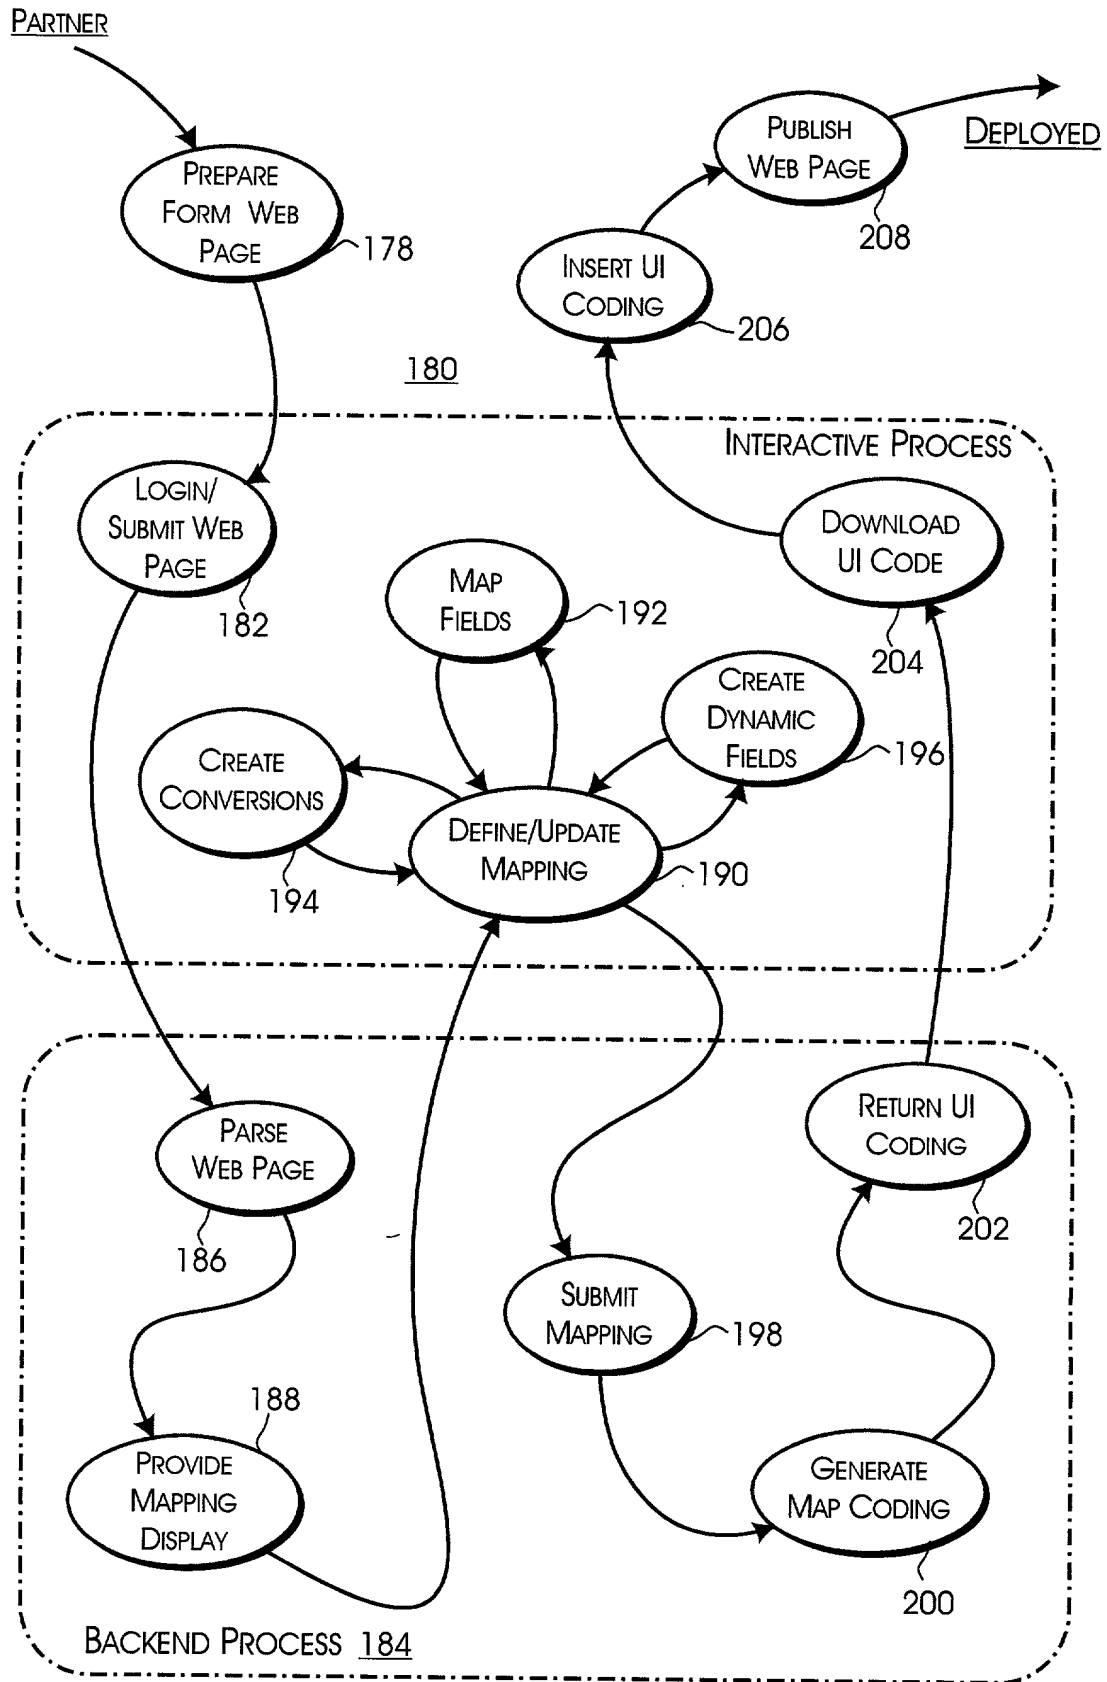 PARTNER
PREPARE
FORM WEB
PAGE
178
PUBLISH
WEB PAGE
208
DEPLOYED
INSERT UI
CODING
206
180
INTERACTIVE PROCESS
LOGIN/
SUBMIT WEB
PAGE
182
DOWNLOAD
UI CODE
204
MAP
FIELDS
192
CREATE
DYNAMIC
FIELDS
196
CREATE
CONVERSIONS
194
DEFINE/UPDATE
MAPPING
190
PARSE
WEB PAGE
186
RETURN UI
CODING
202
SUBMIT
MAPPING
198
188
PROVIDE
MAPPING
DISPLAY
GENERATE
MAP CODING
200
BACKEND PROCESS 184